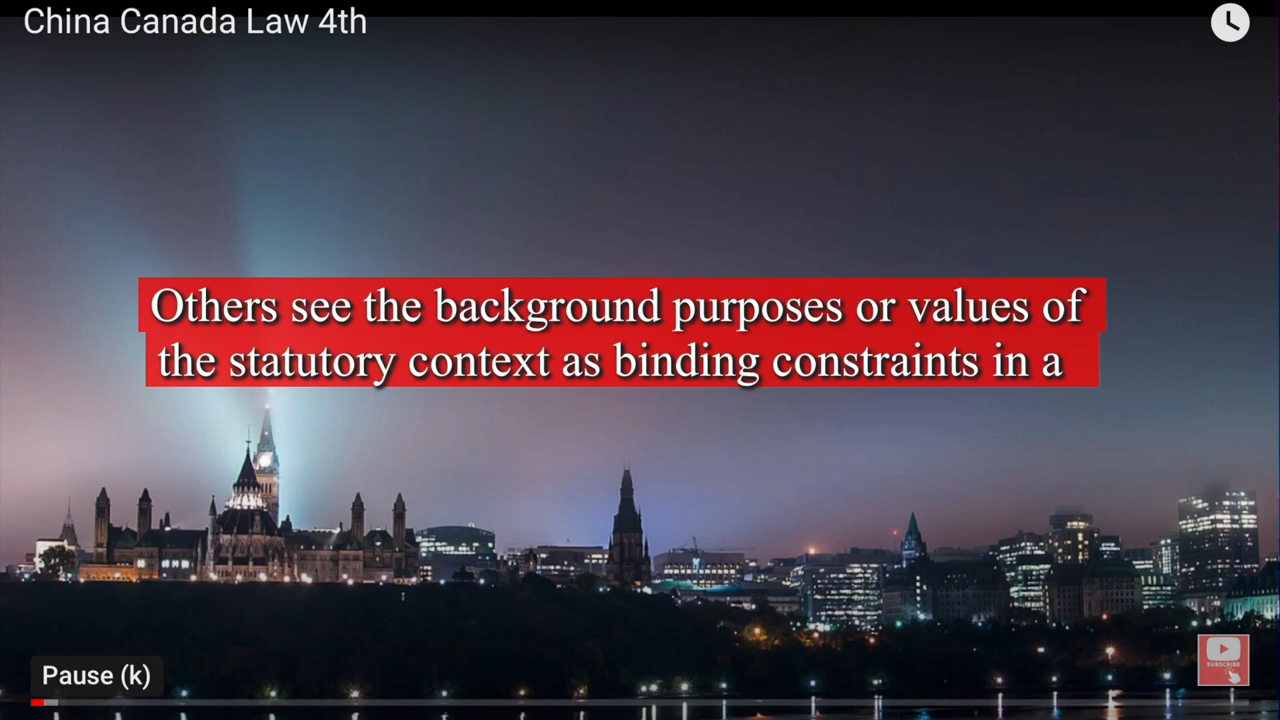 China Canada Law 4th
Others see the background purposes or values of
the statutory context as binding constraints in a
Pause (k)
SUBSCRIBE